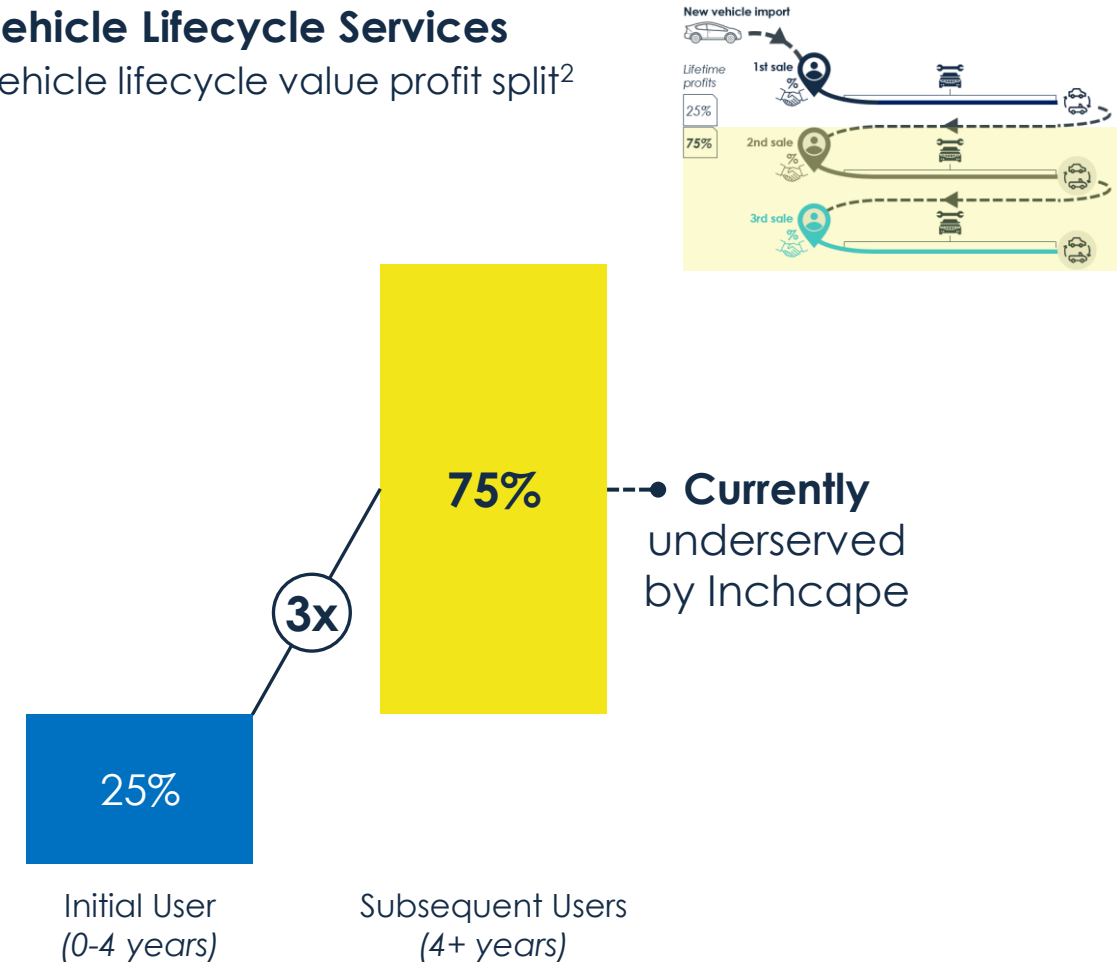 ehicle Lifecycle Services
ehicle lifecycle value profit split2
New vehicle import
Lifetime
profits
25%
75%
1st sale
%
2nd sale
%
3rd sale
%
75%
Currently
underserved
by Inchcape
3x
25%
Initial User
(0-4 years)
Subsequent Users
(4+ years)